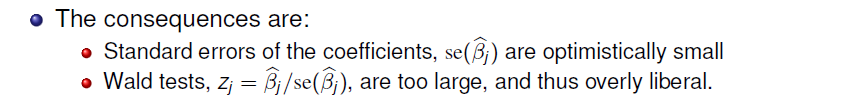 The consequences are:
Standard errors of the coefficients, se(β̂ⱼ) are optimistically small
Wald tests, zⱼ = β̂ⱼ/se(β̂ⱼ), are too large, and thus overly liberal.